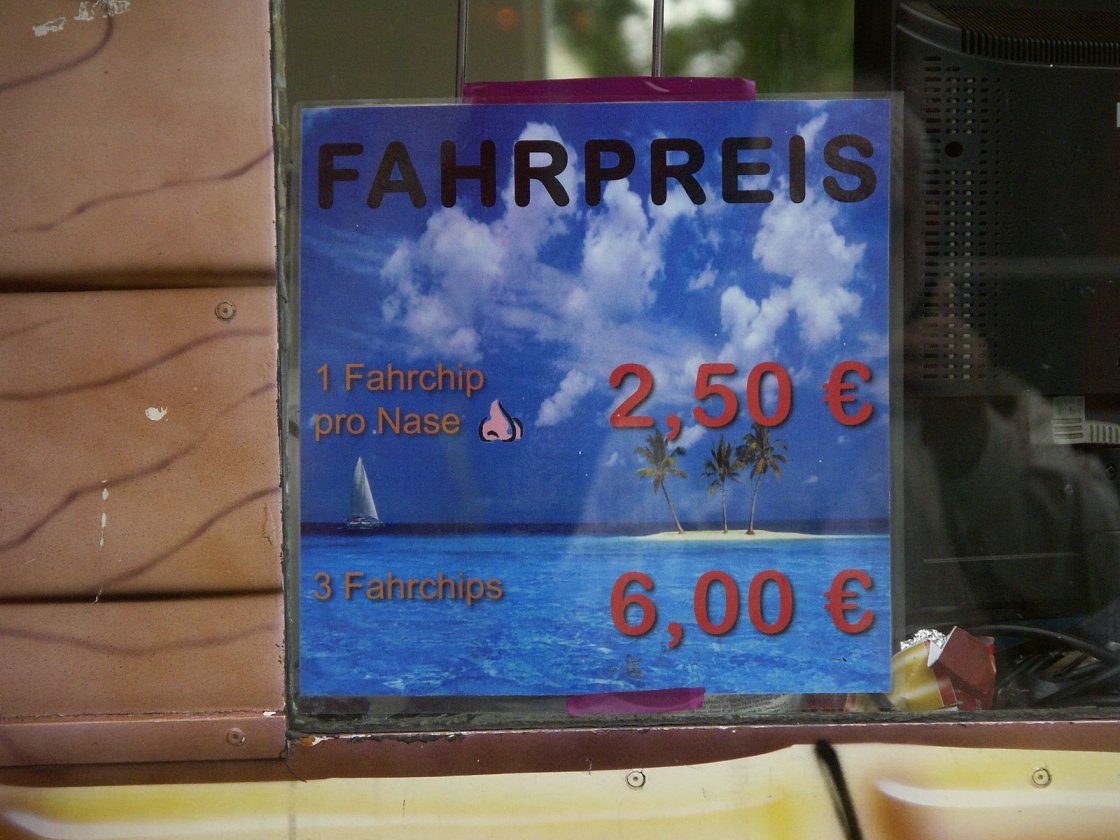 FAHRPREIS
1 Fahrchip
pro Nase
2,50 €
3 Fahrchips
6,00 €